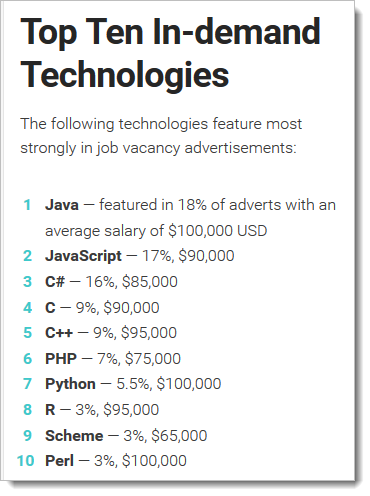 Top Ten In-demand
Technologies
The following technologies feature most
strongly in job vacancy advertisements:
1 Java — featured in 18% of adverts with an
average salary of $100,000 USD
2 JavaScript — 17%, $90,000
3 C# — 16%, $85,000
4 C — 9%, $90,000
5 C++ — 9%, $95,000
6 PHP — 7%, $75,000
7 Python — 5.5%, $100,000
8 R — 3%, $95,000
9 Scheme — 3%, $65,000
10 Perl — 3%, $100,000